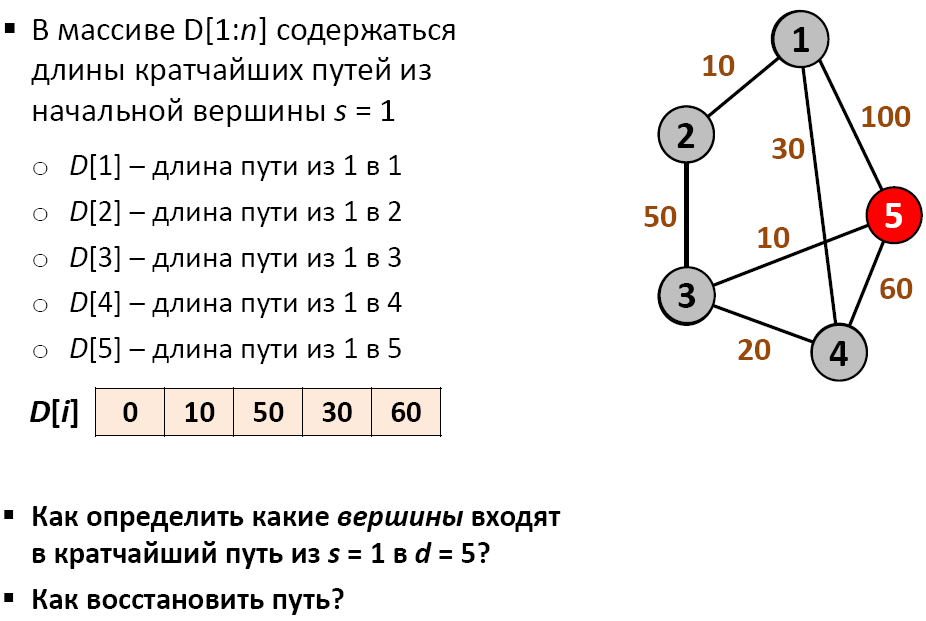 ▪ В массиве D[1:n] содержаться
длины кратчайших путей из
начальной вершины s = 1
○ D[1] – длина пути из 1 в 1
○ D[2] – длина пути из 1 в 2
○ D[3] – длина пути из 1 в 3
○ D[4] – длина пути из 1 в 4
○ D[5] – длина пути из 1 в 5
D[i] 0 10 50 30 60
▪ Как определить какие вершины входят
в кратчайший путь из s = 1 в d = 5?
▪ Как восстановить путь?
1
10
100
2
30
50
10
5
3
60
20
4